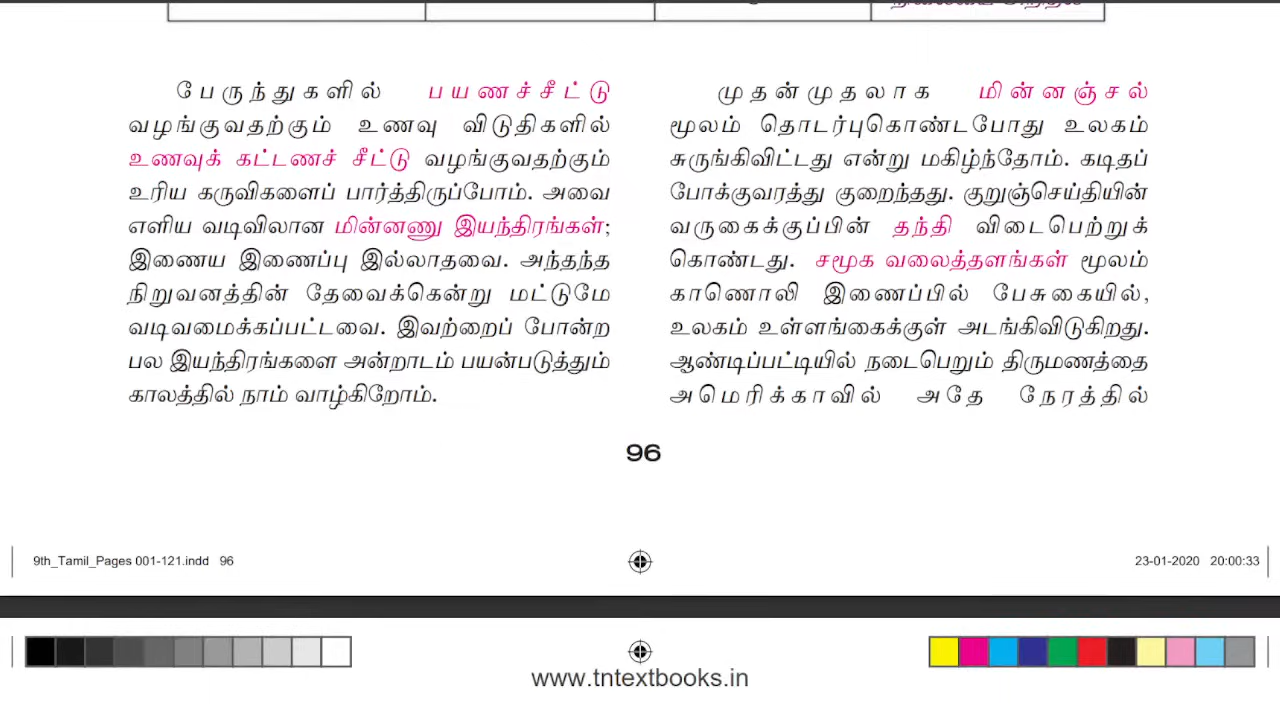 பேருந்துகளில் பயணச்சீட்டு
வழங்குவதற்கும் உணவு விடுதிகளில்
உணவுக் கட்டணச் சீட்டு வழங்குவதற்கும்
உரிய கருவிகளைப் பார்த்திருப்போம். அவை
எளிய வடிவிலான மின்னணு இயந்திரங்கள்;
இணைய இணைப்பு இல்லாதவை. அந்தந்த
நிறுவனத்தின் தேவைக்கென்று மட்டுமே
வடிவமைக்கப்பட்டவை. இவற்றைப் போன்ற
பல இயந்திரங்களை அன்றாடம் பயன்படுத்தும்
காலத்தில் நாம் வாழ்கிறோம்.
முதன்முதலாக மின்னஞ்சல்
மூலம் தொடர்புகொண்டபோது உலகம்
சுருங்கிவிட்டது என்று மகிழ்ந்தோம். கடிதப்
போக்குவரத்து குறைந்தது. குறுஞ்செய்தியின்
வருகைக்குப்பின் தந்தி விடைபெற்றுக்
கொண்டது. சமூக வலைத்தளங்கள் மூலம்
காணொலி இணைப்பில் பேசுகையில்,
உலகம் உள்ளங்கைக்குள் அடங்கிவிடுகிறது.
ஆண்டிப்பட்டியில் நடைபெறும் திருமணத்தை
அமெரிக்காவில் அதே நேரத்தில்
96
9th_Tamil_Pages 001-121.indd 96
23-01-2020 20:00:33
www.tntextbooks.in